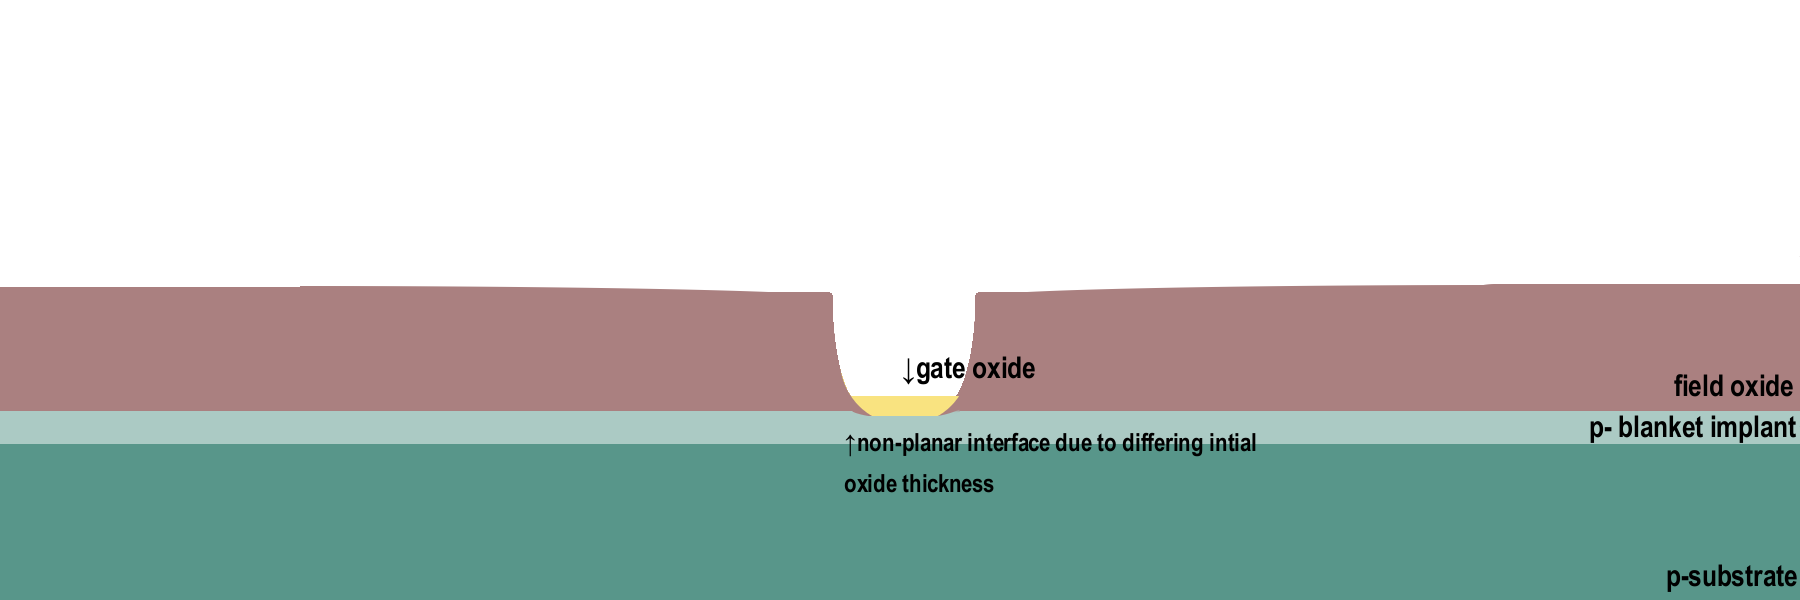 ↓gate oxide
field oxide
p- blanket implant
↑non-planar interface due to differing intial
oxide thickness
p-substrate